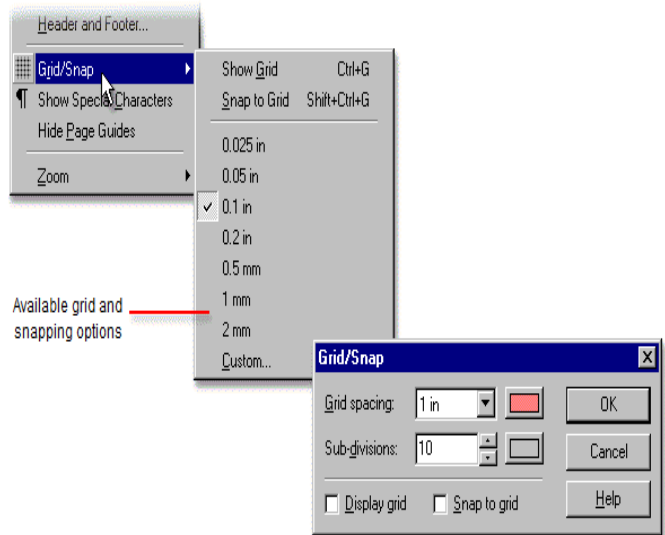 Header and Footer...
Grid/Snap
Show Special Characters
Hide Page Guides
Zoom
Show Grid Ctrl+G
Snap to Grid Shift+Ctrl+G
0.025 in
0.05 in
0.1 in
0.2 in
0.5 mm
1 mm
2 mm
Custom...
Available grid and
snapping options
Grid/Snap
Grid spacing: 1 in OK
Sub-divisions: 10 Cancel
Display grid Snap to grid Help